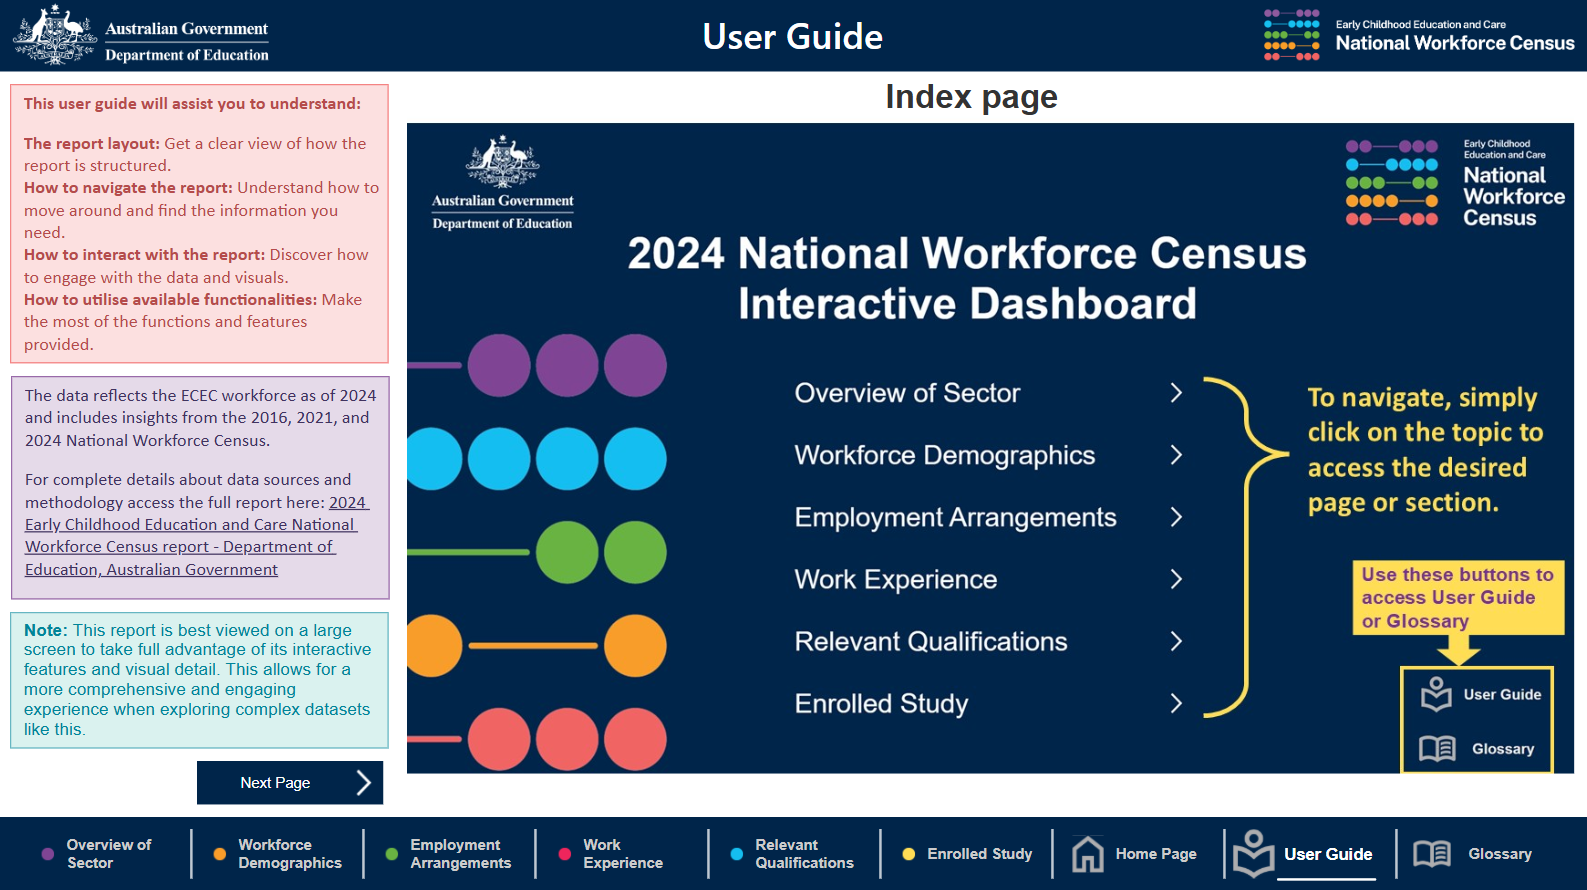 Australian Government
Department of Education
User Guide
Early Childhood Education and Care
National Workforce Census
This user guide will assist you to understand:
The report layout: Get a clear view of how the
report is structured.
How to navigate the report: Understand how to
move around and find the information you
need.
How to interact with the report: Discover how
to engage with the data and visuals.
How to utilise available functionalities: Make
the most of the functions and features
provided.
The data reflects the ECEC workforce as of 2024
and includes insights from the 2016, 2021, and
2024 National Workforce Census.
For complete details about data sources and
methodology access the full report here: 2024
Early Childhood Education and Care National
Workforce Census report - Department of
Education, Australian Government
Note: This report is best viewed on a large
screen to take full advantage of its interactive
features and visual detail. This allows for a
more comprehensive and engaging
experience when exploring complex datasets
like this.
Next Page
Index page
Australian Government
Department of Education
Early Childhood
Education and Care
National
Workforce
Census
2024 National Workforce Census
Interactive Dashboard
Overview of Sector
Workforce Demographics
Employment Arrangements
Work Experience
Relevant Qualifications
Enrolled Study
To navigate, simply
click on the topic to
access the desired
page or section.
Use these buttons to
access User Guide
or Glossary
User Guide
Glossary
Overview of
Sector
Workforce
Demographics
Employment
Arrangements
Work
Experience
Relevant
Qualifications
Enrolled Study
Home Page
User Guide
Glossary